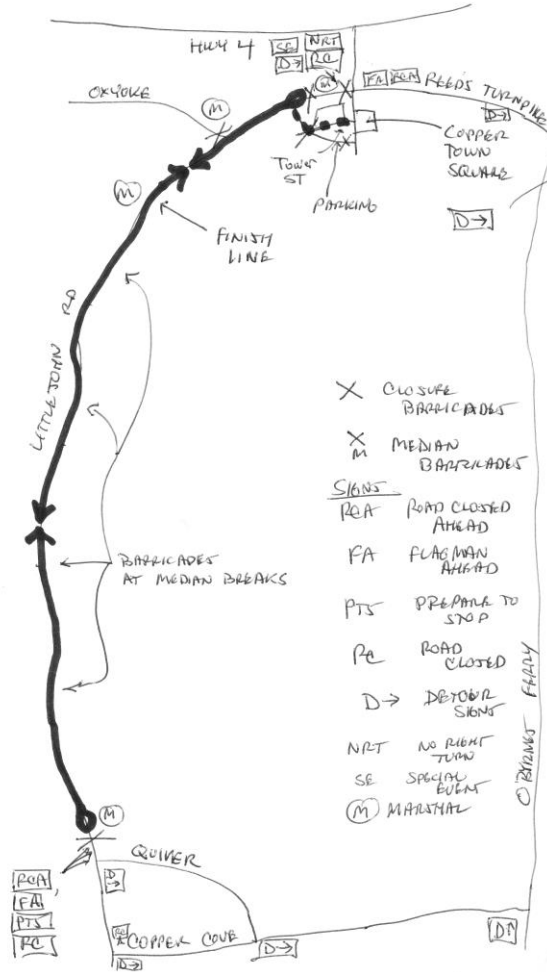 HWY 4
SE
NRT
D→
RC
OXYOKE
M
M
FA
RCA
REEDS TURNPIKE
D→
COPPER
TOWN
SQUARE
TOWER
ST
PARKING
M
D→
FINISH
LINE
LITTLE JOHN RD
X CLOSURE
BARRICADES
X
M
MEDIAN
BARRICADES
SIGNS
RCA ROAD CLOSED
AHEAD
FA FLAGMAN
AHEAD
PTS PREPARE TO
STOP
RC ROAD
CLOSED
D→ DETOUR
SIGNS
NRT NO RIGHT
TURN
SE SPECIAL
EVENT
M MARSHAL
BARRICADES
AT MEDIAN BREAKS
O'BYRNES FERRY
M
QUIVER
RCA
FA
PTS
RC
D
→
COPPER COVE
D→
D→
D↑